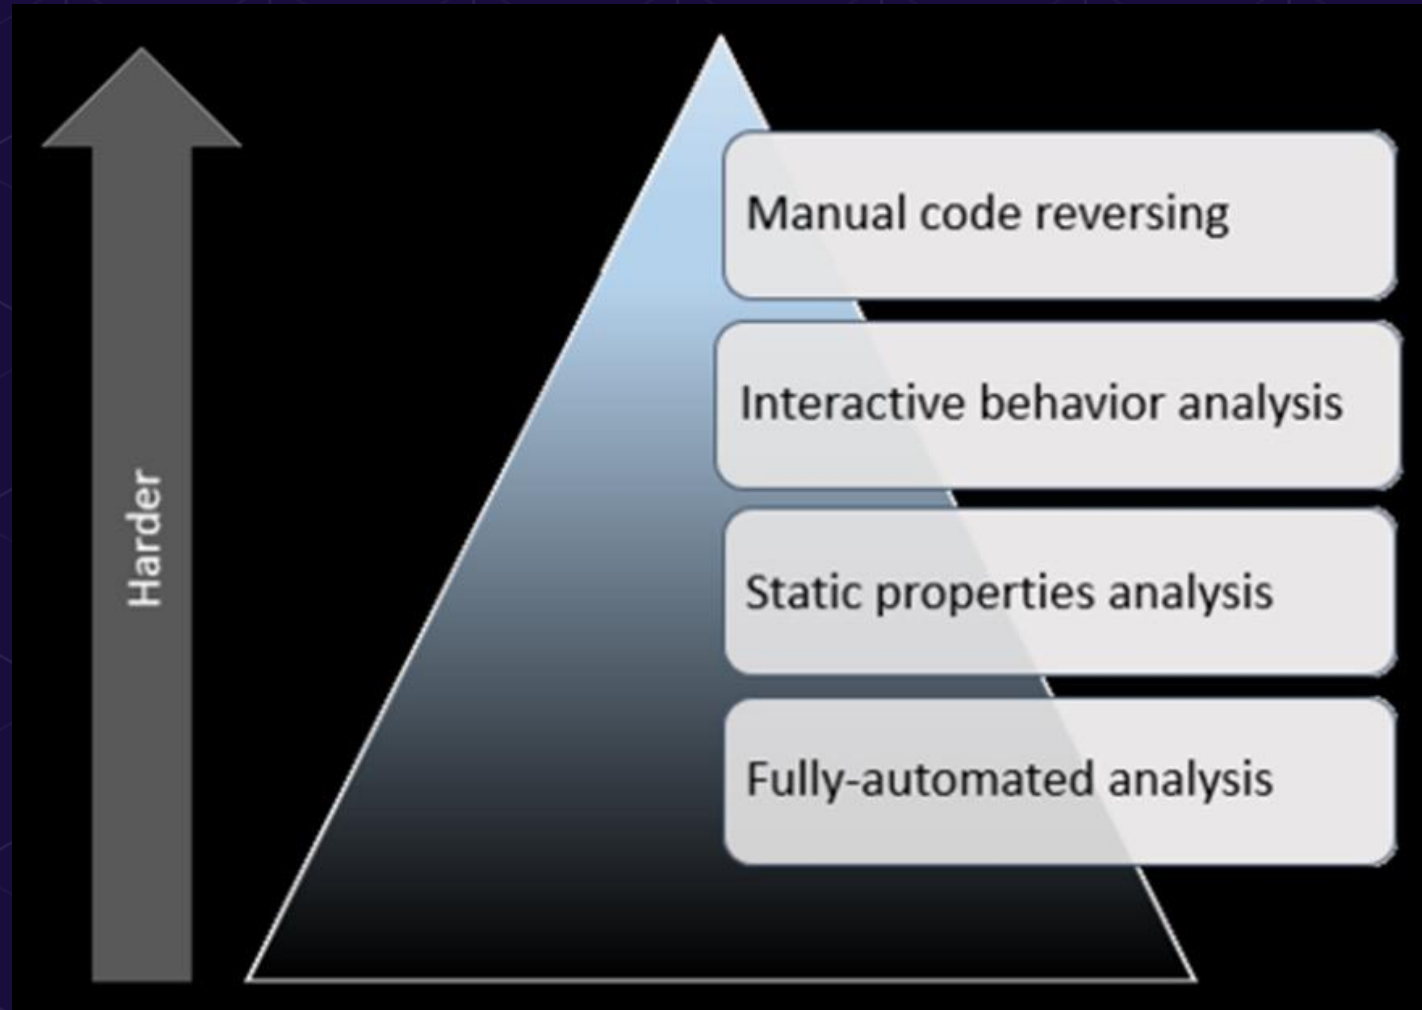 Harder
Manual code reversing
Interactive behavior analysis
Static properties analysis
Fully-automated analysis